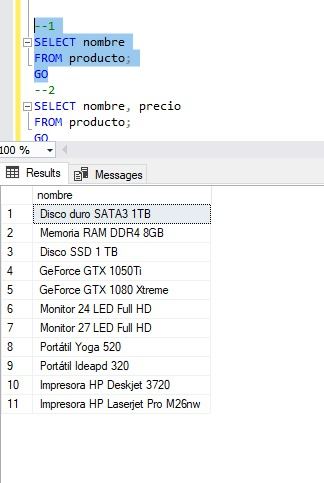 --1
SELECT nombre
FROM producto;
GO
--2
SELECT nombre, precio
FROM producto;
GO
100 %
Results Messages
nombre
1 Disco duro SATA3 1TB
2 Memoria RAM DDR4 8GB
3 Disco SSD 1 TB
4 GeForce GTX 1050Ti
5 GeForce GTX 1080 Xtreme
6 Monitor 24 LED Full HD
7 Monitor 27 LED Full HD
8 Portátil Yoga 520
9 Portátil Ideapd 320
10 Impresora HP Deskjet 3720
11 Impresora HP Laserjet Pro M26nw